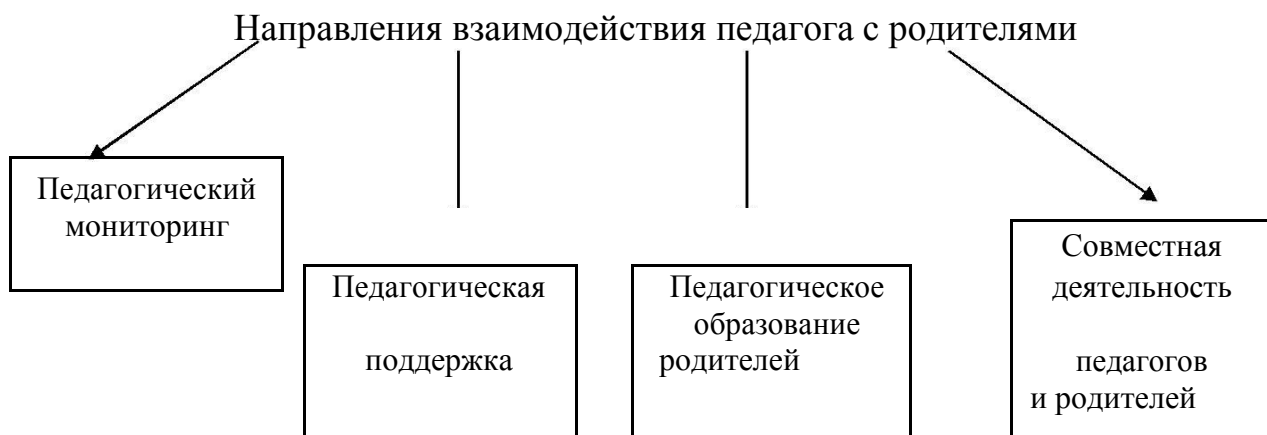 Направления взаимодействия педагога с родителями
Педагогический
мониторинг
Педагогическая
поддержка
Педагогическое
образование
родителей
Совместная
деятельность
педагогов
и родителей